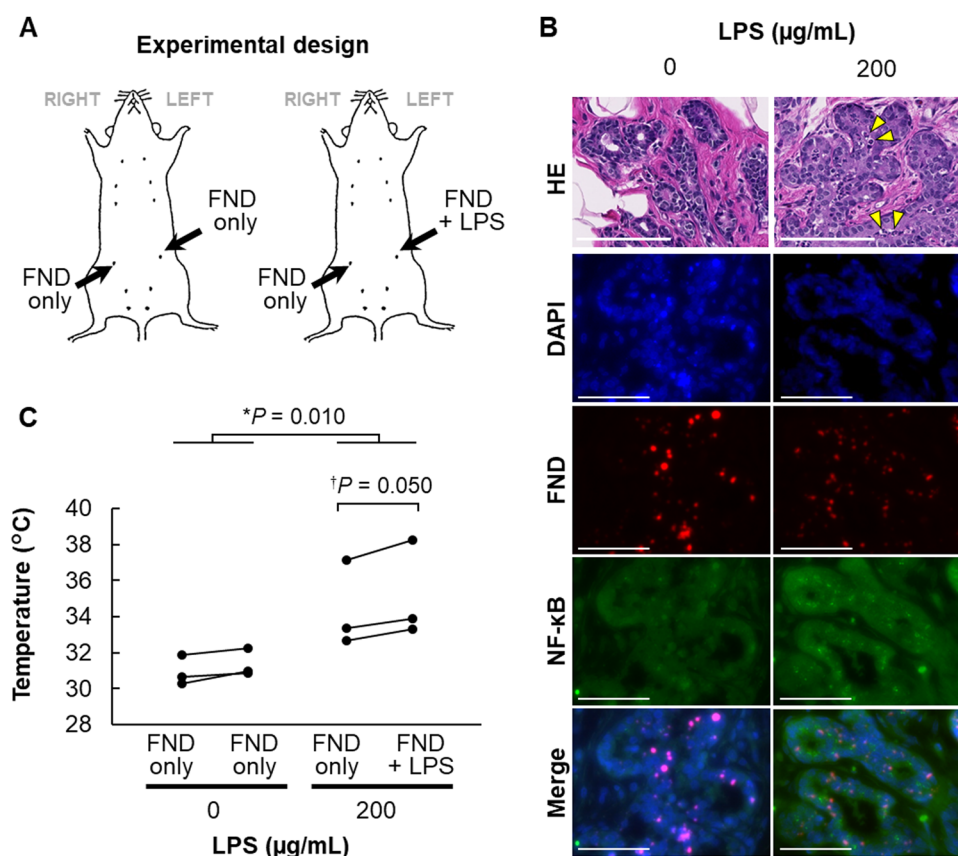 A
Experimental design
RIGHT LEFT RIGHT LEFT
FND
only
FND
+ LPS
FND
only
FND
only
B
LPS (µg/mL)
0 200
HE
DAPI
FND
NF-κB
Merge
C
*P = 0.010
†P = 0.050
Temperature (°C)
40
38
36
34
32
30
28
FND
only
FND
only
FND
only
FND
+ LPS
0 200
LPS (µg/mL)